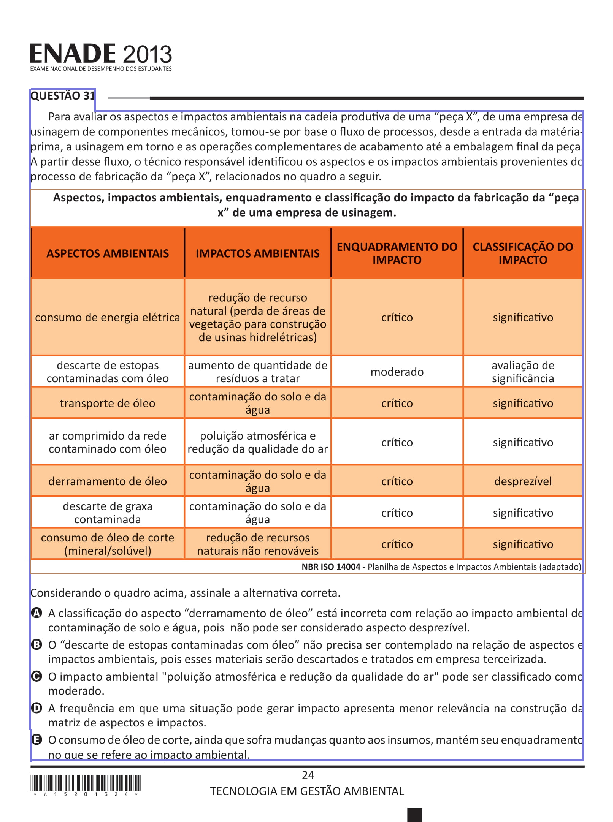 ENADE 2013
EXAME NACIONAL DE DESEMPENHO DOS ESTUDANTES
QUESTÃO 31
Para avaliar os aspectos e impactos ambientais na cadeia produtiva de uma “peça X”, de uma empresa de
usinagem de componentes mecânicos, tomou-se por base o fluxo de processos, desde a entrada da matéria-
prima, a usinagem em torno e as operações complementares de acabamento até a embalagem final da peça.
A partir desse fluxo, o técnico responsável identificou os aspectos e os impactos ambientais provenientes do
processo de fabricação da “peça X”, relacionados no quadro a seguir.
Aspectos, impactos ambientais, enquadramento e classificação do impacto da fabricação da “peça
x” de uma empresa de usinagem.
ASPECTOS AMBIENTAIS IMPACTOS AMBIENTAIS ENQUADRAMENTO DO IMPACTO CLASSIFICAÇÃO DO IMPACTO
consumo de energia elétrica redução de recurso natural (perda de áreas de vegetação para construção de usinas hidrelétricas) crítico significativo
descarte de estopas contaminadas com óleo aumento de quantidade de resíduos a tratar moderado avaliação de significância
transporte de óleo contaminação do solo e da água crítico significativo
ar comprimido da rede contaminado com óleo poluição atmosférica e redução da qualidade do ar crítico significativo
derramamento de óleo contaminação do solo e da água crítico desprezível
descarte de graxa contaminada contaminação do solo e da água crítico significativo
consumo de óleo de corte (mineral/solúvel) redução de recursos naturais não renováveis crítico significativo
NBR ISO 14004 - Planilha de Aspectos e Impactos Ambientais (adaptado)
Considerando o quadro acima, assinale a alternativa correta.
A A classificação do aspecto “derramamento de óleo” está incorreta com relação ao impacto ambiental de
contaminação de solo e água, pois não pode ser considerado aspecto desprezível.
B O “descarte de estopas contaminadas com óleo” não precisa ser contemplado na relação de aspectos e
impactos ambientais, pois esses materiais serão descartados e tratados em empresa terceirizada.
C O impacto ambiental "poluição atmosférica e redução da qualidade do ar" pode ser classificado como
moderado.
D A frequência em que uma situação pode gerar impacto apresenta menor relevância na construção da
matriz de aspectos e impactos.
E O consumo de óleo de corte, ainda que sofra mudanças quanto aos insumos, mantém seu enquadramento
no que se refere ao impacto ambiental.
24
TECNOLOGIA EM GESTÃO AMBIENTAL